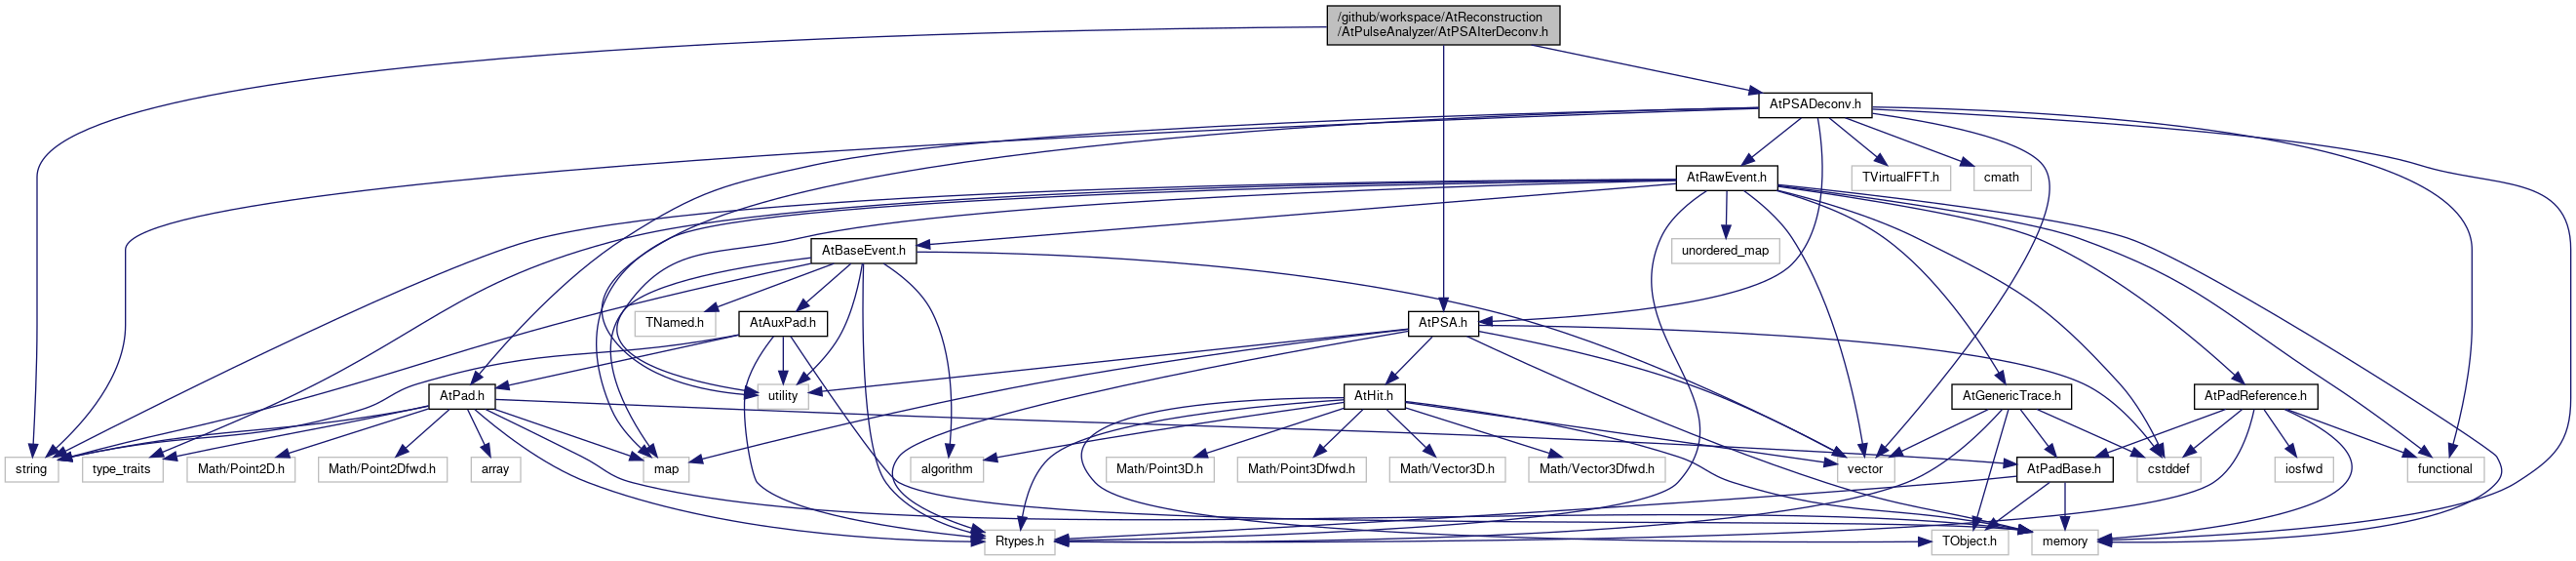 /github/workspace/AtReconstruction
/AtPulseAnalyzer/AtPSAIterDeconv.h
AtPSADeconv.h
AtRawEvent.h
TVirtualFFT.h
cmath
AtBaseEvent.h
unordered_map
TNamed.h
AtAuxPad.h
AtPSA.h
AtPad.h
utility
AtHit.h
AtGenericTrace.h
AtPadReference.h
string
type_traits
Math/Point2D.h
Math/Point2Dfwd.h
array
map
algorithm
Math/Point3D.h
Math/Point3Dfwd.h
Math/Vector3D.h
Math/Vector3Dfwd.h
vector
AtPadBase.h
cstddef
iosfwd
functional
Rtypes.h
TObject.h
memory